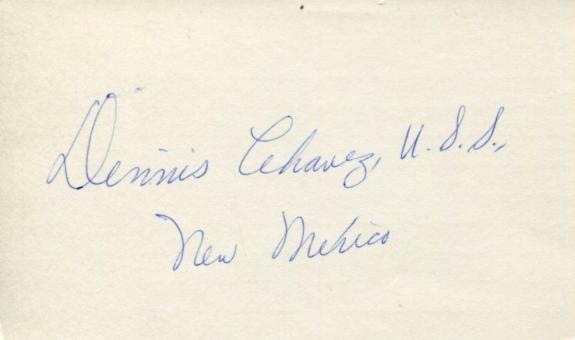 Dennis Chavez, U.S.S.,
New Mexico